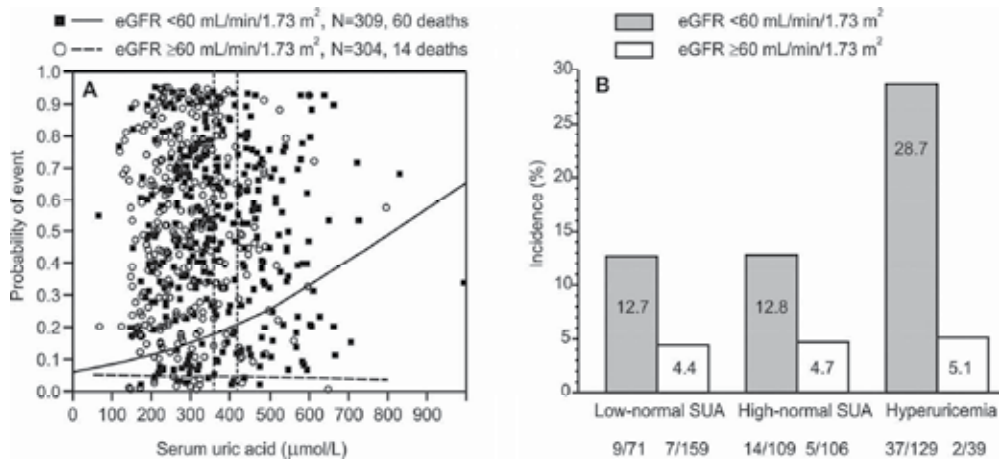 eGFR <60 mL/min/1.73 m², N=309, 60 deaths
eGFR ≥60 mL/min/1.73 m², N=304, 14 deaths
A
Probability of event
1.0
0.9
0.8
0.7
0.6
0.5
0.4
0.3
0.2
0.1
0.0
0 100 200 300 400 500 600 700 800 900
Serum uric acid (μmol/L)
eGFR <60 mL/min/1.73 m²
eGFR ≥60 mL/min/1.73 m²
B
Incidence (%)
30
25
20
15
10
5
0
12.7 4.4 12.8 4.7 28.7 5.1
Low-normal SUA High-normal SUA Hyperuricemia
9/71 7/159 14/109 5/106 37/129 2/39